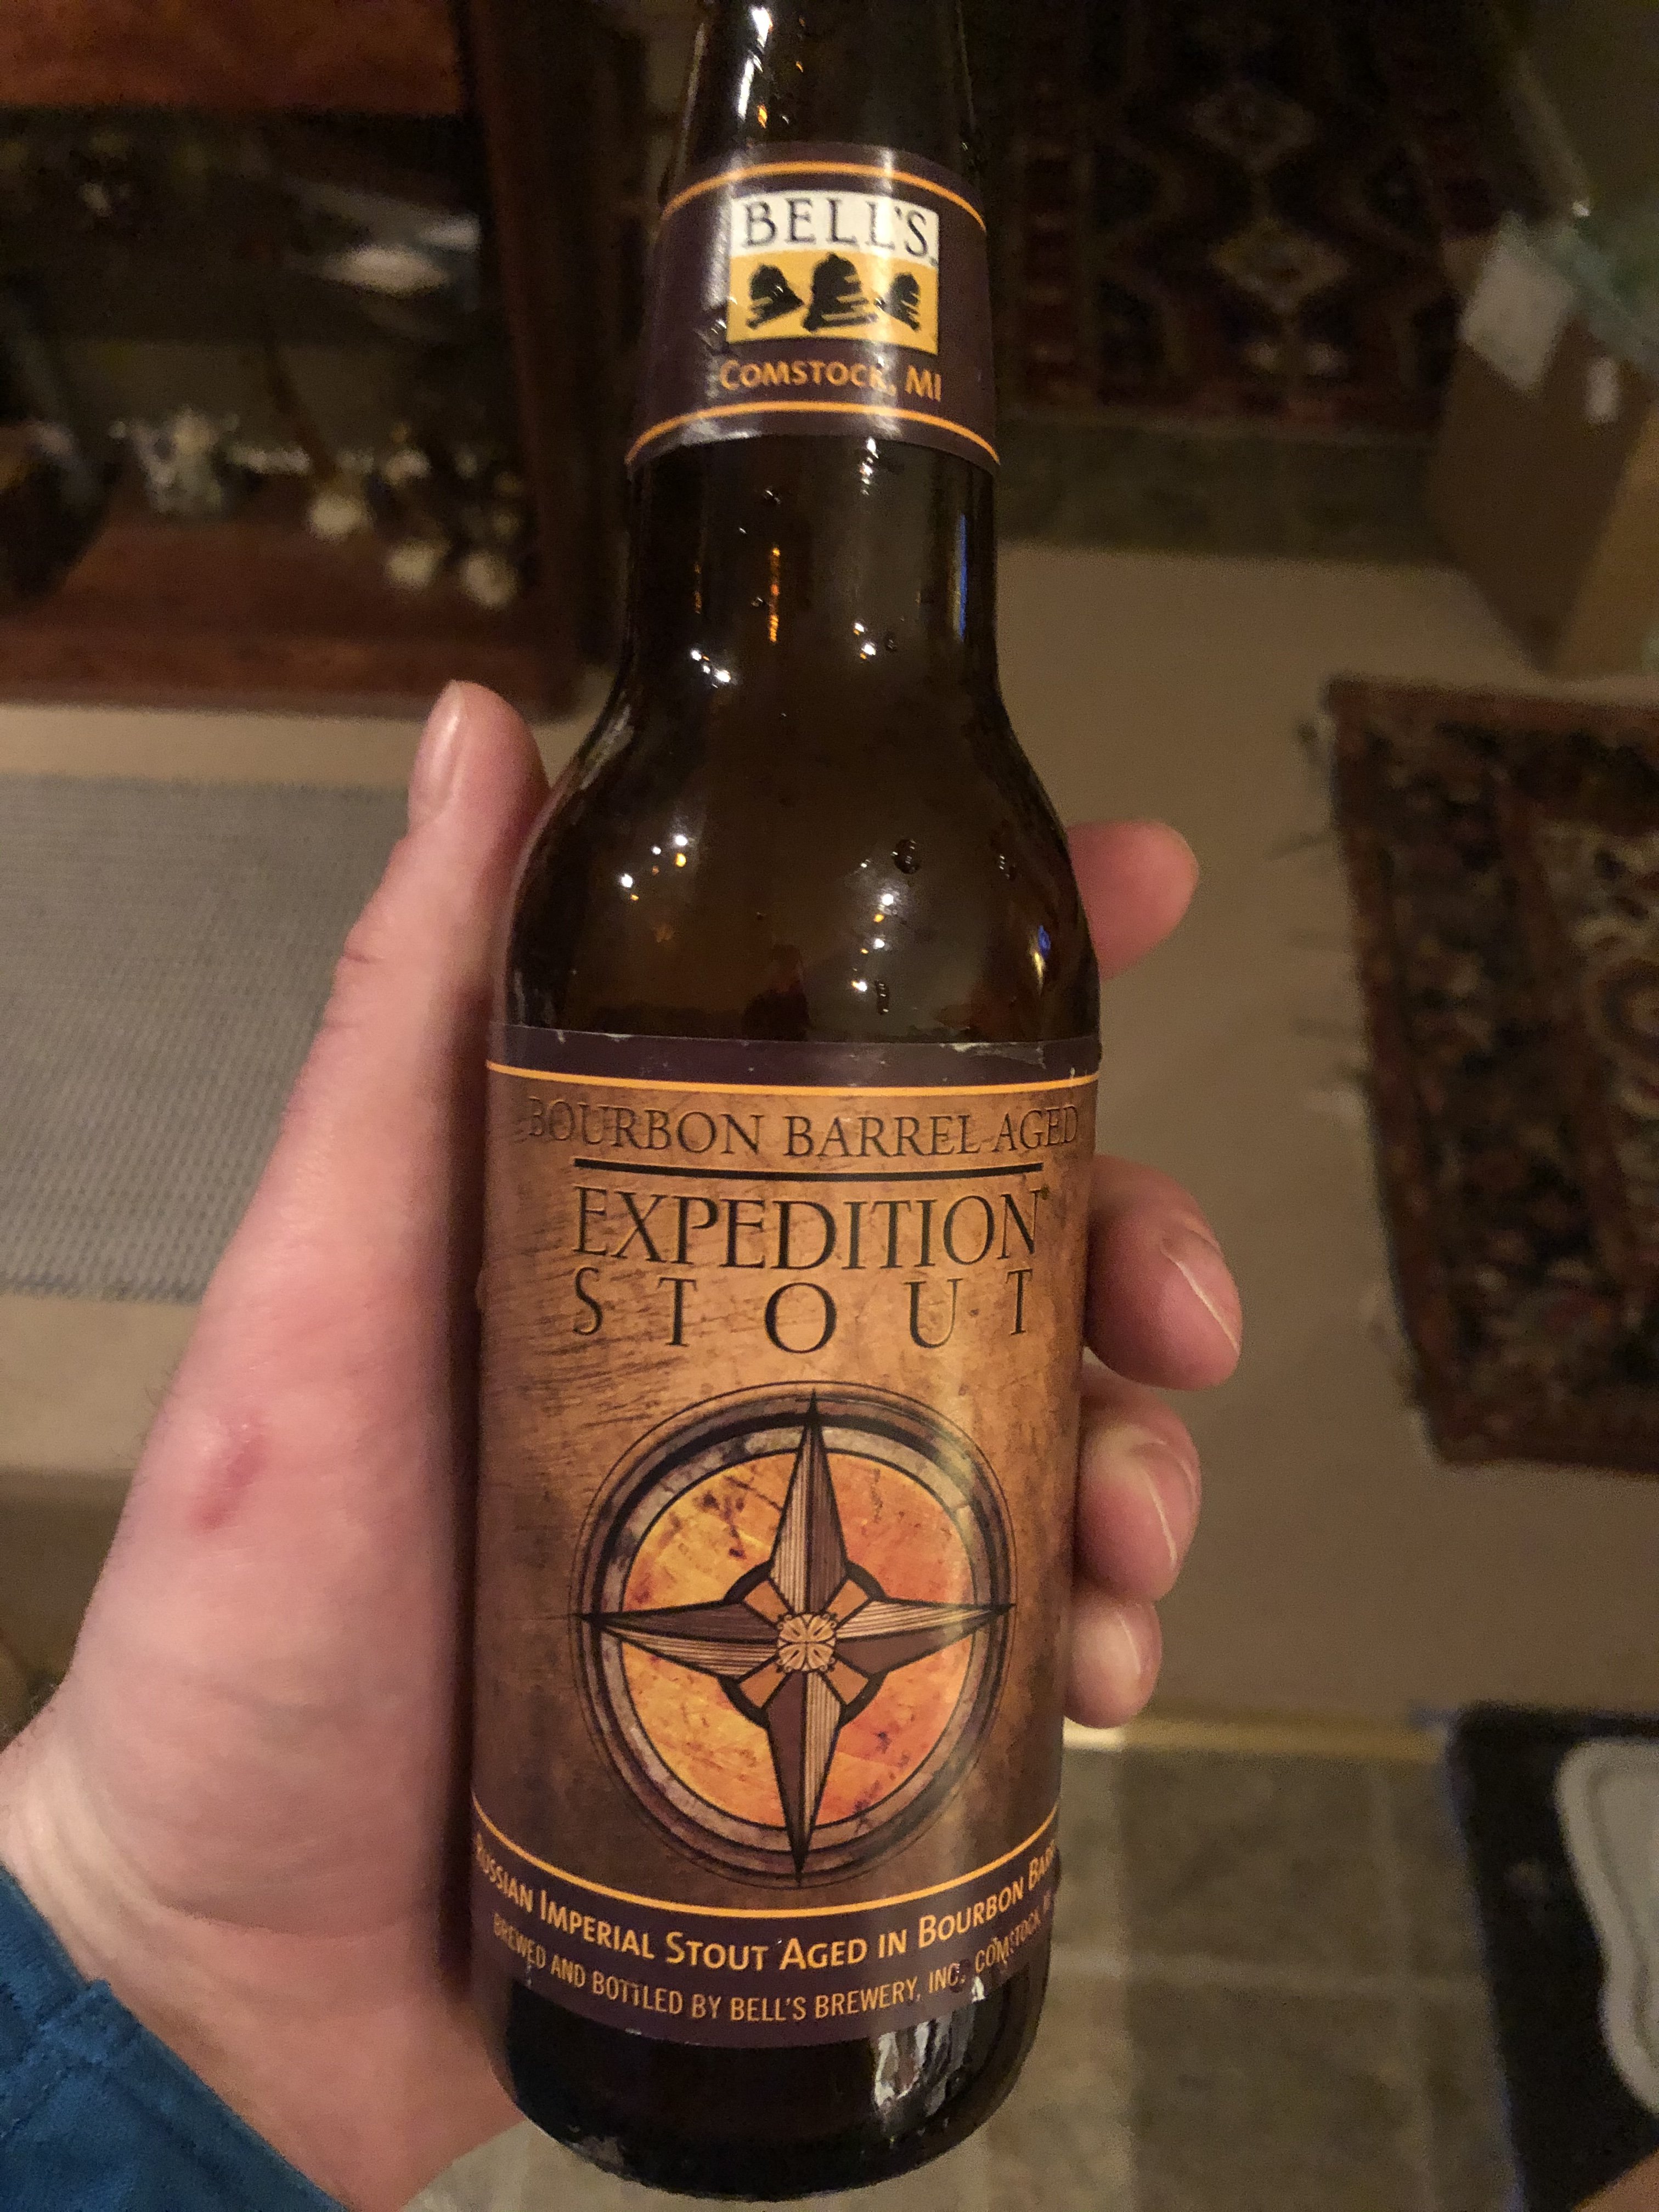 BELL'S
COMSTOCK, MI
BOURBON BARREL AGED
EXPEDITION®
STOUT
RUSSIAN IMPERIAL STOUT AGED IN BOURBON
BREWED AND BOTTLED BY BELL'S BREWERY, INC., COMSTOCK,